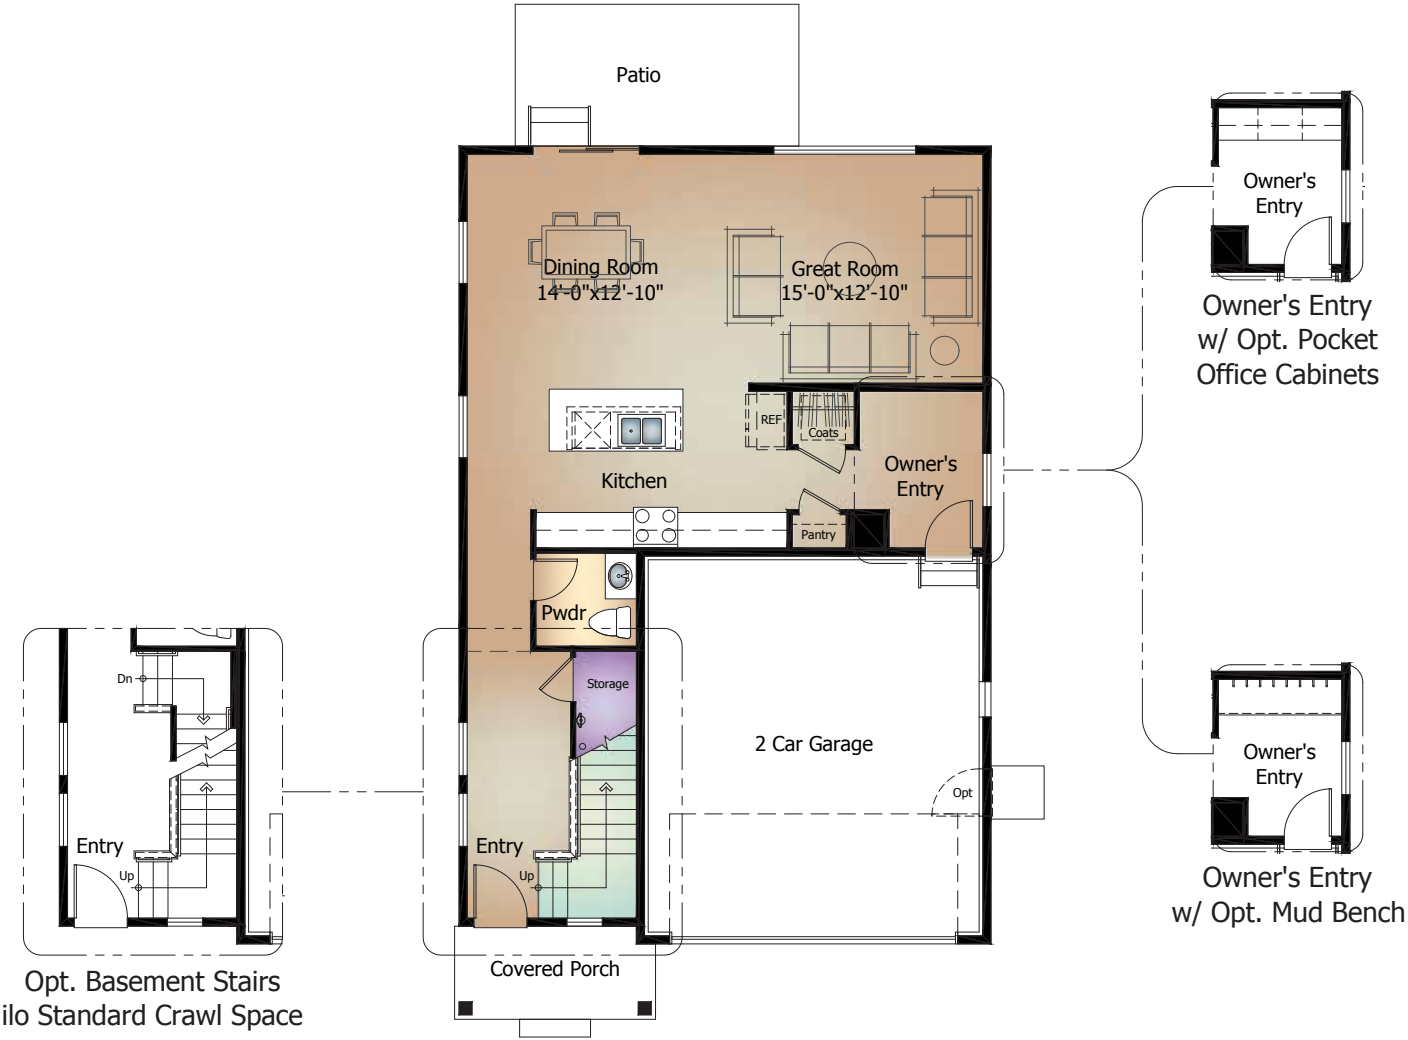 Patio
Dining Room
14'-0"x12'-10"
Great Room
15'-0"x12'-10"
REF
Coats
Kitchen
Owner's
Entry
Pantry
Pwdr
Storage
2 Car Garage
Opt
Entry
Up
Covered Porch
Dn
Entry
Up
Opt. Basement Stairs
ilo Standard Crawl Space
Owner's
Entry
Owner's Entry
w/ Opt. Pocket
Office Cabinets
Owner's
Entry
Owner's Entry
w/ Opt. Mud Bench